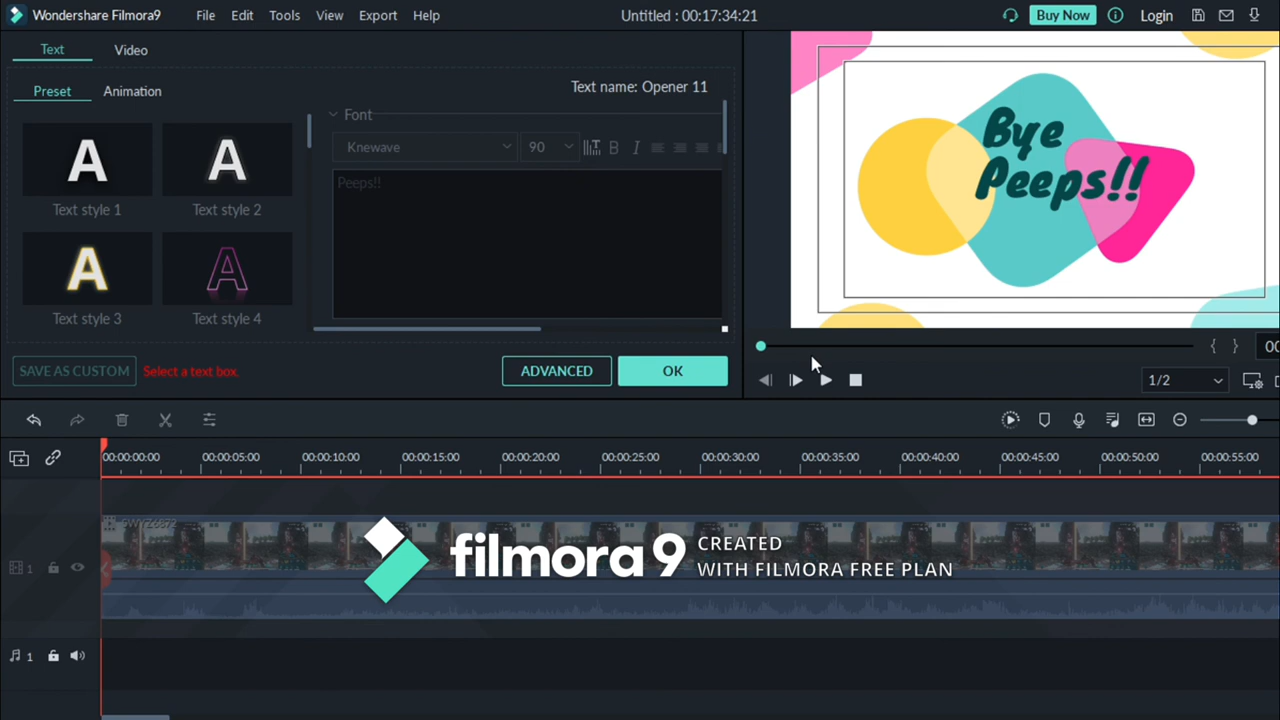 Wondershare Filmora9 File Edit Tools View Export Help Untitled : 00:17:34:21 Buy Now Login
Text Video
Preset Animation
Text name: Opener 11
Font
Knewave 90 B I
Peeps!!
A A
Text style 1 Text style 2
A A
Text style 3 Text style 4
SAVE AS CUSTOM Select a text box. ADVANCED OK
Bye
Peeps!!
{ } 00
1/2
00:00:00:00 00:00:05:00 00:00:10:00 00:00:15:00 00:00:20:00 00:00:25:00 00:00:30:00 00:00:35:00 00:00:40:00 00:00:45:00 00:00:50:00 00:00:55:00
filmora 9 CREATED
WITH FILMORA FREE PLAN
1
1